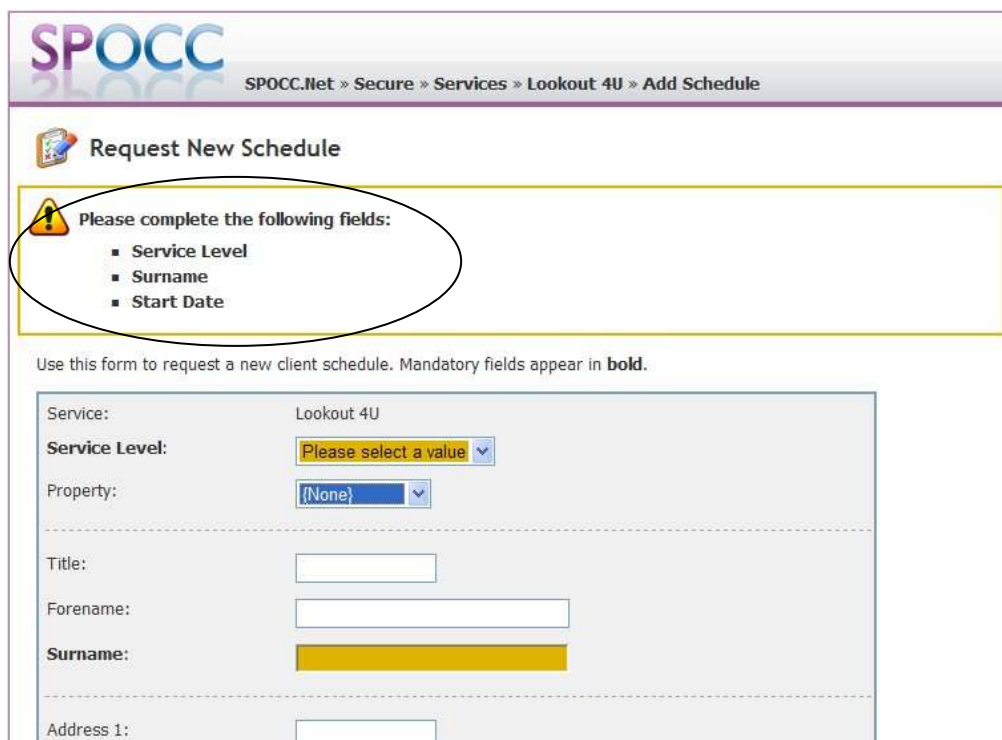 SPOCC
SPOCC.Net » Secure » Services » Lookout 4U » Add Schedule
Request New Schedule
Please complete the following fields:
▪ Service Level
▪ Surname
▪ Start Date
Use this form to request a new client schedule. Mandatory fields appear in bold.
Service: Lookout 4U
Service Level: Please select a value
Property: {None}
Title:
Forename:
Surname:
Address 1: